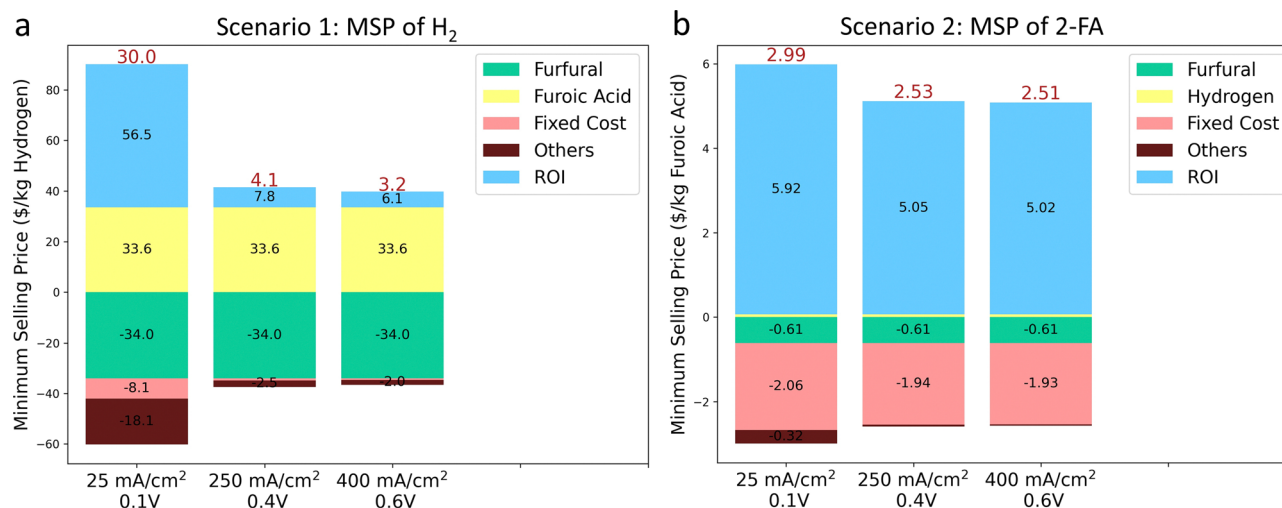 a
Scenario 1: MSP of H₂
Minimum Selling Price ($/kg Hydrogen)
80
60
40
20
0
−20
−40
−60
30.0
56.5
33.6
-34.0
-8.1
-18.1
4.1
7.8
33.6
-34.0
-2.5
3.2
6.1
33.6
-34.0
-2.0
Furfural
Furoic Acid
Fixed Cost
Others
ROI
25 mA/cm²
0.1V
250 mA/cm²
0.4V
400 mA/cm²
0.6V
b
Scenario 2: MSP of 2-FA
Minimum Selling Price ($/kg Furoic Acid)
6
4
2
0
−2
2.99
5.92
-0.61
-2.06
-0.32
2.53
5.05
-0.61
-1.94
2.51
5.02
-0.61
-1.93
Furfural
Hydrogen
Fixed Cost
Others
ROI
25 mA/cm²
0.1V
250 mA/cm²
0.4V
400 mA/cm²
0.6V